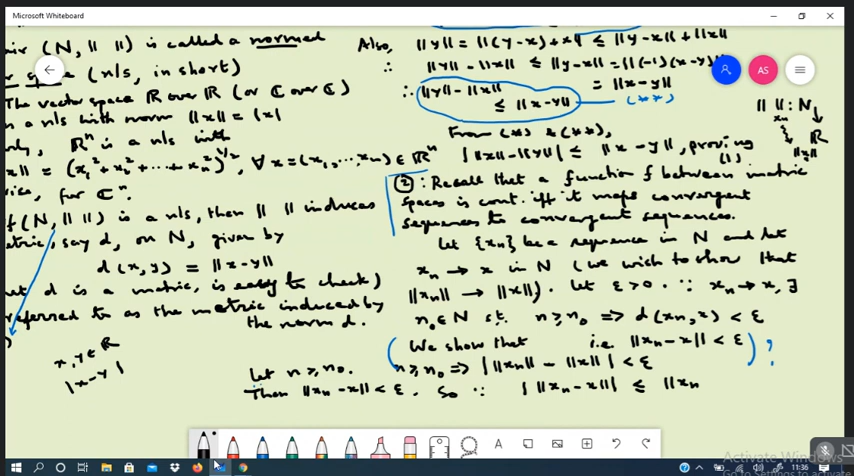 Microsoft Whiteboard
(N, || ||) is called a normed
space (nls, in short)
The vector space ℝ over ℝ (or ℂ over ℂ)
a nls with norm ||x|| = |x|
ℝⁿ is a nls with
x|| = (x₁² + x₂² + ⋯ + xₙ²)^½, ∀ x = (x₁, …, xₙ) ∈ ℝⁿ
for ℂⁿ.
f (N, || ||) is a nls, then || || induces
etric, say d, on N, given by
d(x, y) = ||x-y||
d is a metric, is easy to check)
referred to as the metric induced by
the norm d.
x, y ∈ ℝ
|x-y|
Also, ||y|| = ||(y-x)+x|| ≤ ||y-x|| + ||x||
∴ ||y|| - ||x|| ≤ ||y-x|| = ||(-1)(x-y)||
= ||x-y||
∴ ||y|| - ||x||
≤ ||x-y|| (**)
From (*) & (**),
| ||x|| - ||y|| | ≤ ||x-y||, proving
(1)
|| || : N
↓
ℝ
xₙ
||xₙ||
② : Recall that a function f between metric
spaces is cont. iff it maps convergent
sequences to convergent sequences.
Let {xₙ} be a sequence in N and let
xₙ → x in N (we wish to show that
||xₙ|| → ||x||). Let ε > 0. ∵ xₙ → x, ∃
n₀ ∈ N st. n ≥ n₀ => d(xₙ, x) < ε
i.e. ||xₙ - x|| < ε
(We show that
n ≥ n₀ => | ||xₙ|| - ||x|| | < ε ) ?
Let n ≥ n₀.
Then ||xₙ - x|| < ε. So ∵ | ||xₙ - x|| | ≤ ||xₙ
AS
A
Activate Windows
Go to Settings to activate
11:36